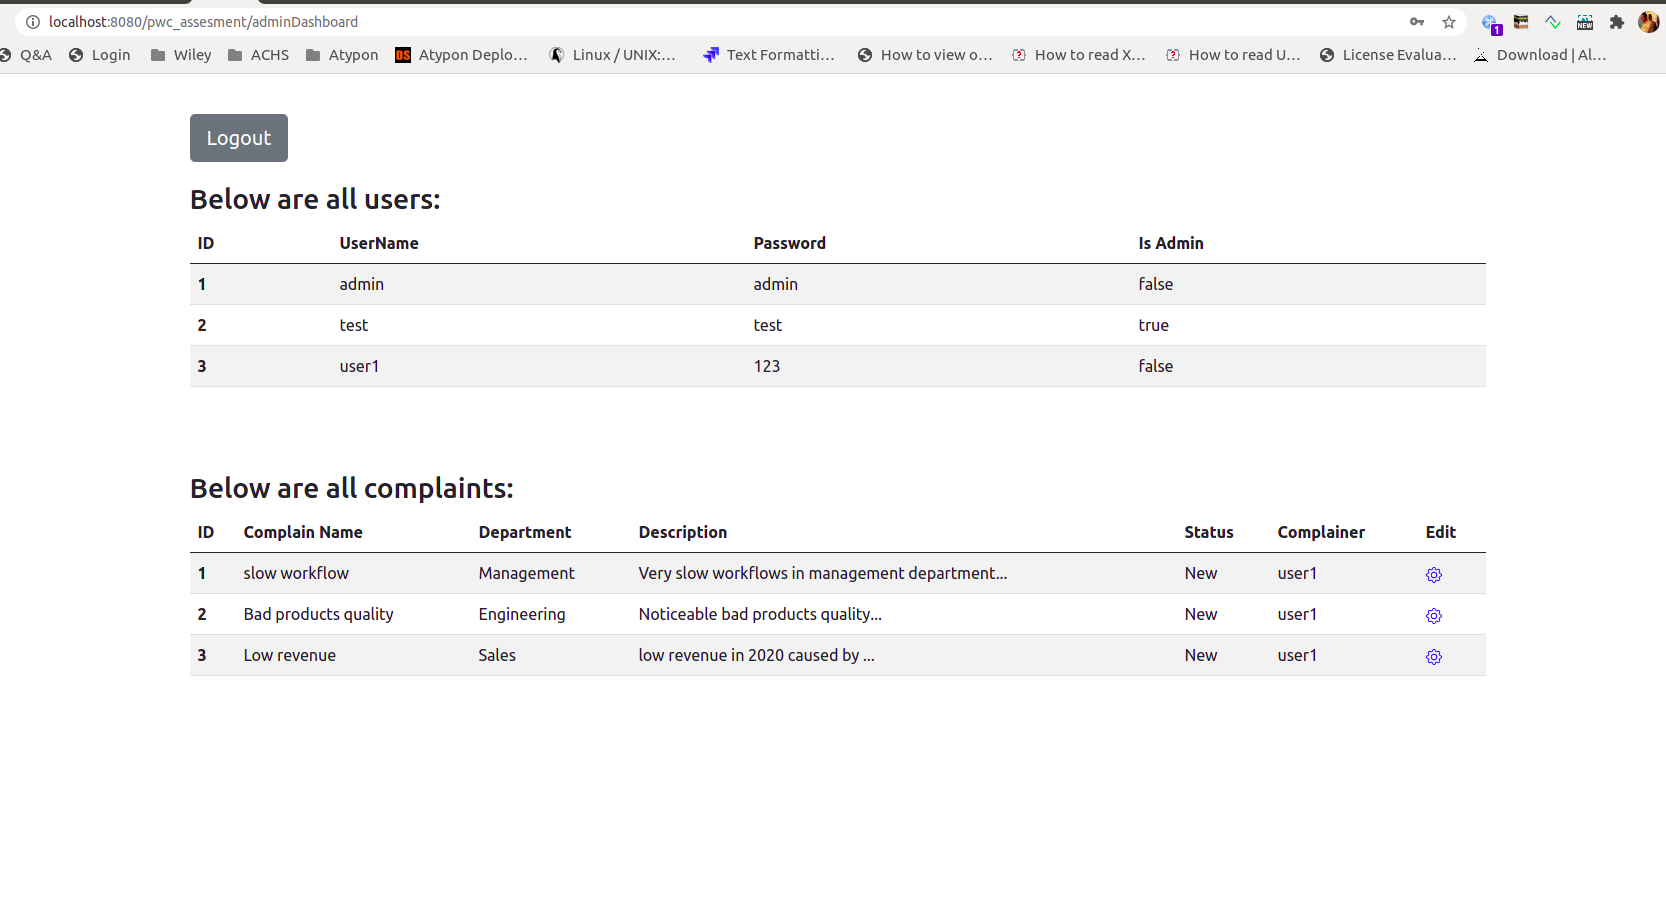 localhost:8080/pwc_assesment/adminDashboard
1 NEW
Q&A Login Wiley ACHS Atypon DS Atypon Deplo... Linux / UNIX:... Text Formatti... How to view o... How to read X... How to read U... License Evalua... Download | Al...
Logout
Below are all users:
ID UserName Password Is Admin
1 admin admin false
2 test test true
3 user1 123 false
Below are all complaints:
ID Complain Name Department Description Status Complainer Edit
1 slow workflow Management Very slow workflows in management department... New user1
2 Bad products quality Engineering Noticeable bad products quality... New user1
3 Low revenue Sales low revenue in 2020 caused by ... New user1